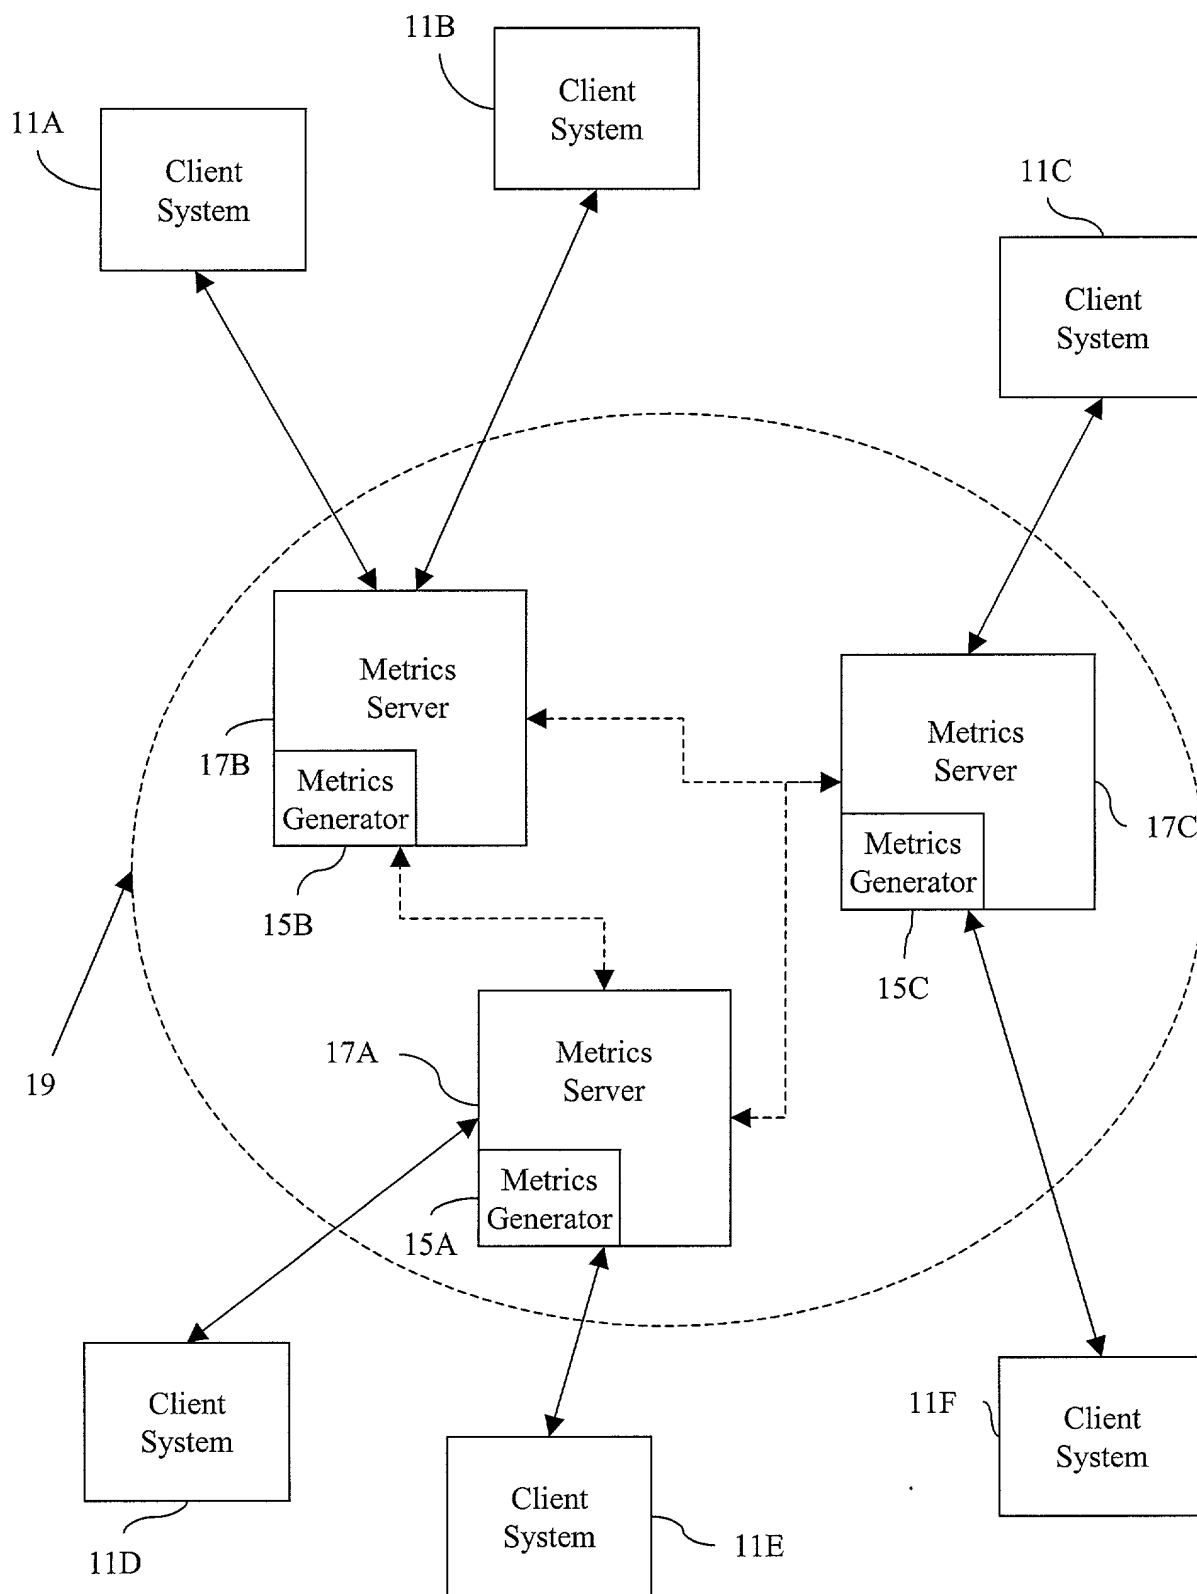 11B
Client
System
11A
Client
System
11C
Client
System
Metrics
Server
17B
Metrics
Generator
15B
Metrics
Server
17C
Metrics
Generator
15C
19
17A
Metrics
Server
Metrics
Generator
15A
Client
System
11D
Client
System
11E
11F
Client
System